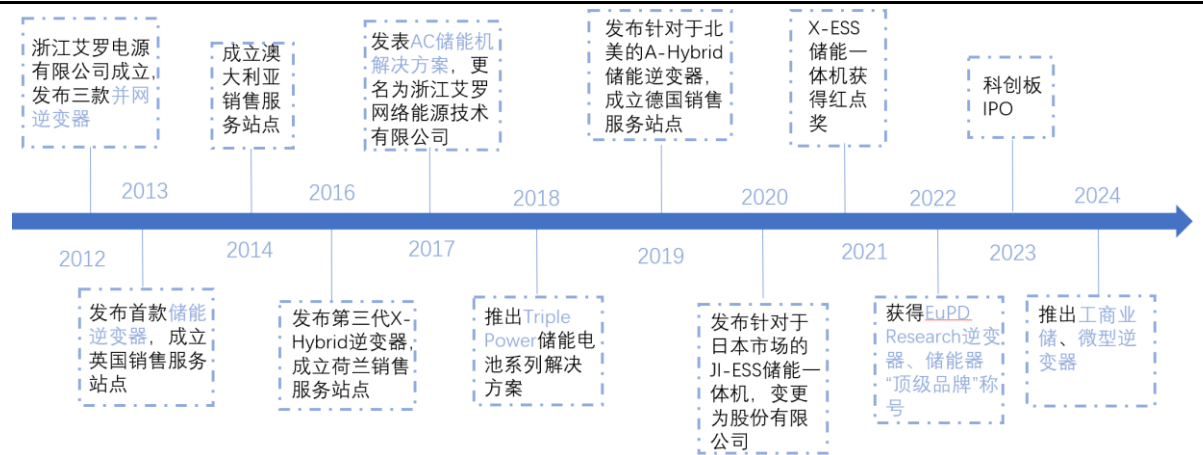 浙江艾罗电源
有限公司成立,
发布三款并网
逆变器
成立澳
大利亚
销售服
务站点
发表AC储能机
解决方案，更
名为浙江艾罗
网络能源技术
有限公司
发布针对于北
美的A-Hybrid
储能逆变器，
成立德国销售
服务站点
X-ESS
储能一
体机获
得红点
奖
科创板
IPO
2013
2016
2018
2020
2022
2024
2012
2014
2017
2019
2021
2023
发布首款储能
逆变器，成立
英国销售服务
站点
发布第三代X-
Hybrid逆变器，
成立荷兰销售
服务站点
推出Triple
Power储能电
池系列解决
方案
发布针对于
日本市场的
JI-ESS储能一
体机，变更
为股份有限
公司
获得EuPD
Research逆变
器、储能器
“顶级品牌”称
号
推出工商业
储、微型逆
变器